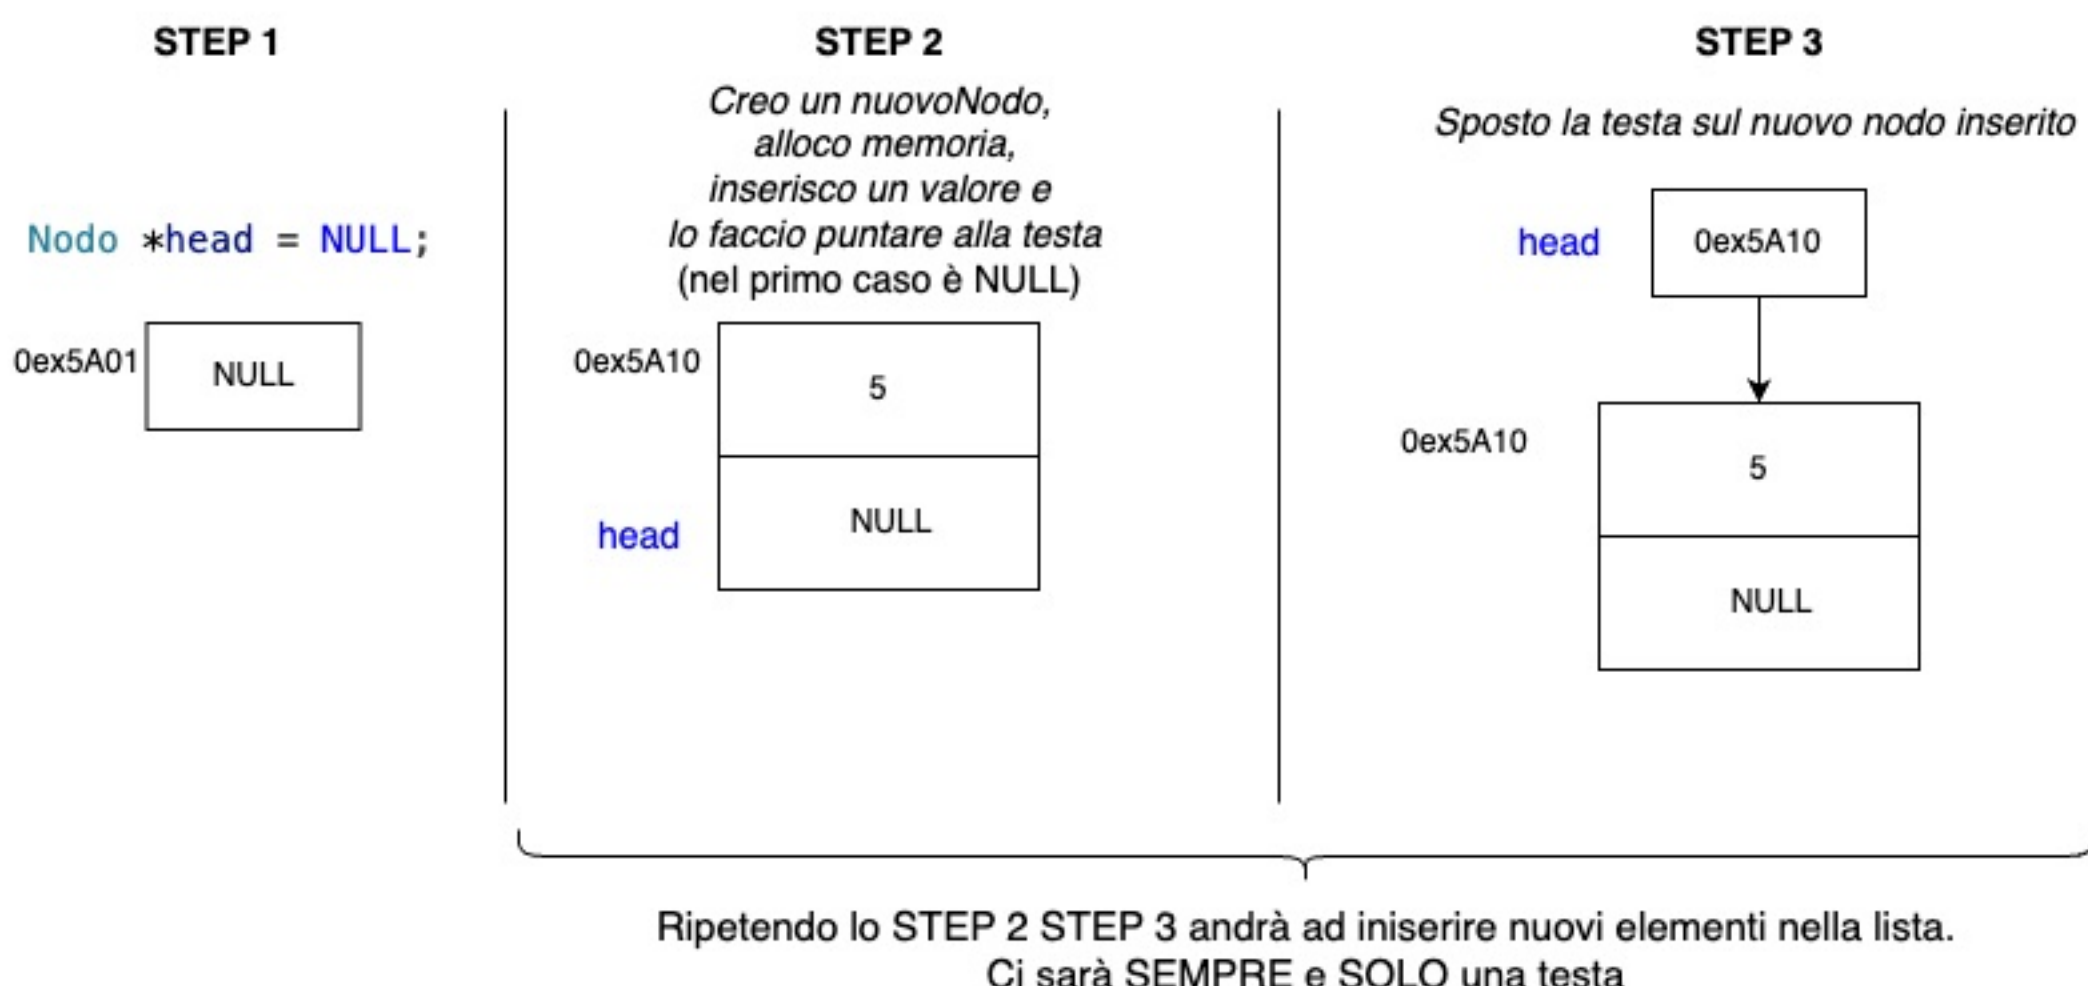 STEP 1
Nodo *head = NULL;
0ex5A01
NULL
STEP 2
Creo un nuovoNodo,
alloco memoria,
inserisco un valore e
lo faccio puntare alla testa
(nel primo caso è NULL)
0ex5A10
5
head
NULL
STEP 3
Sposto la testa sul nuovo nodo inserito
head
0ex5A10
0ex5A10
5
NULL
Ripetendo lo STEP 2 STEP 3 andrà ad iniserire nuovi elementi nella lista.
Ci sarà SEMPRE e SOLO una testa